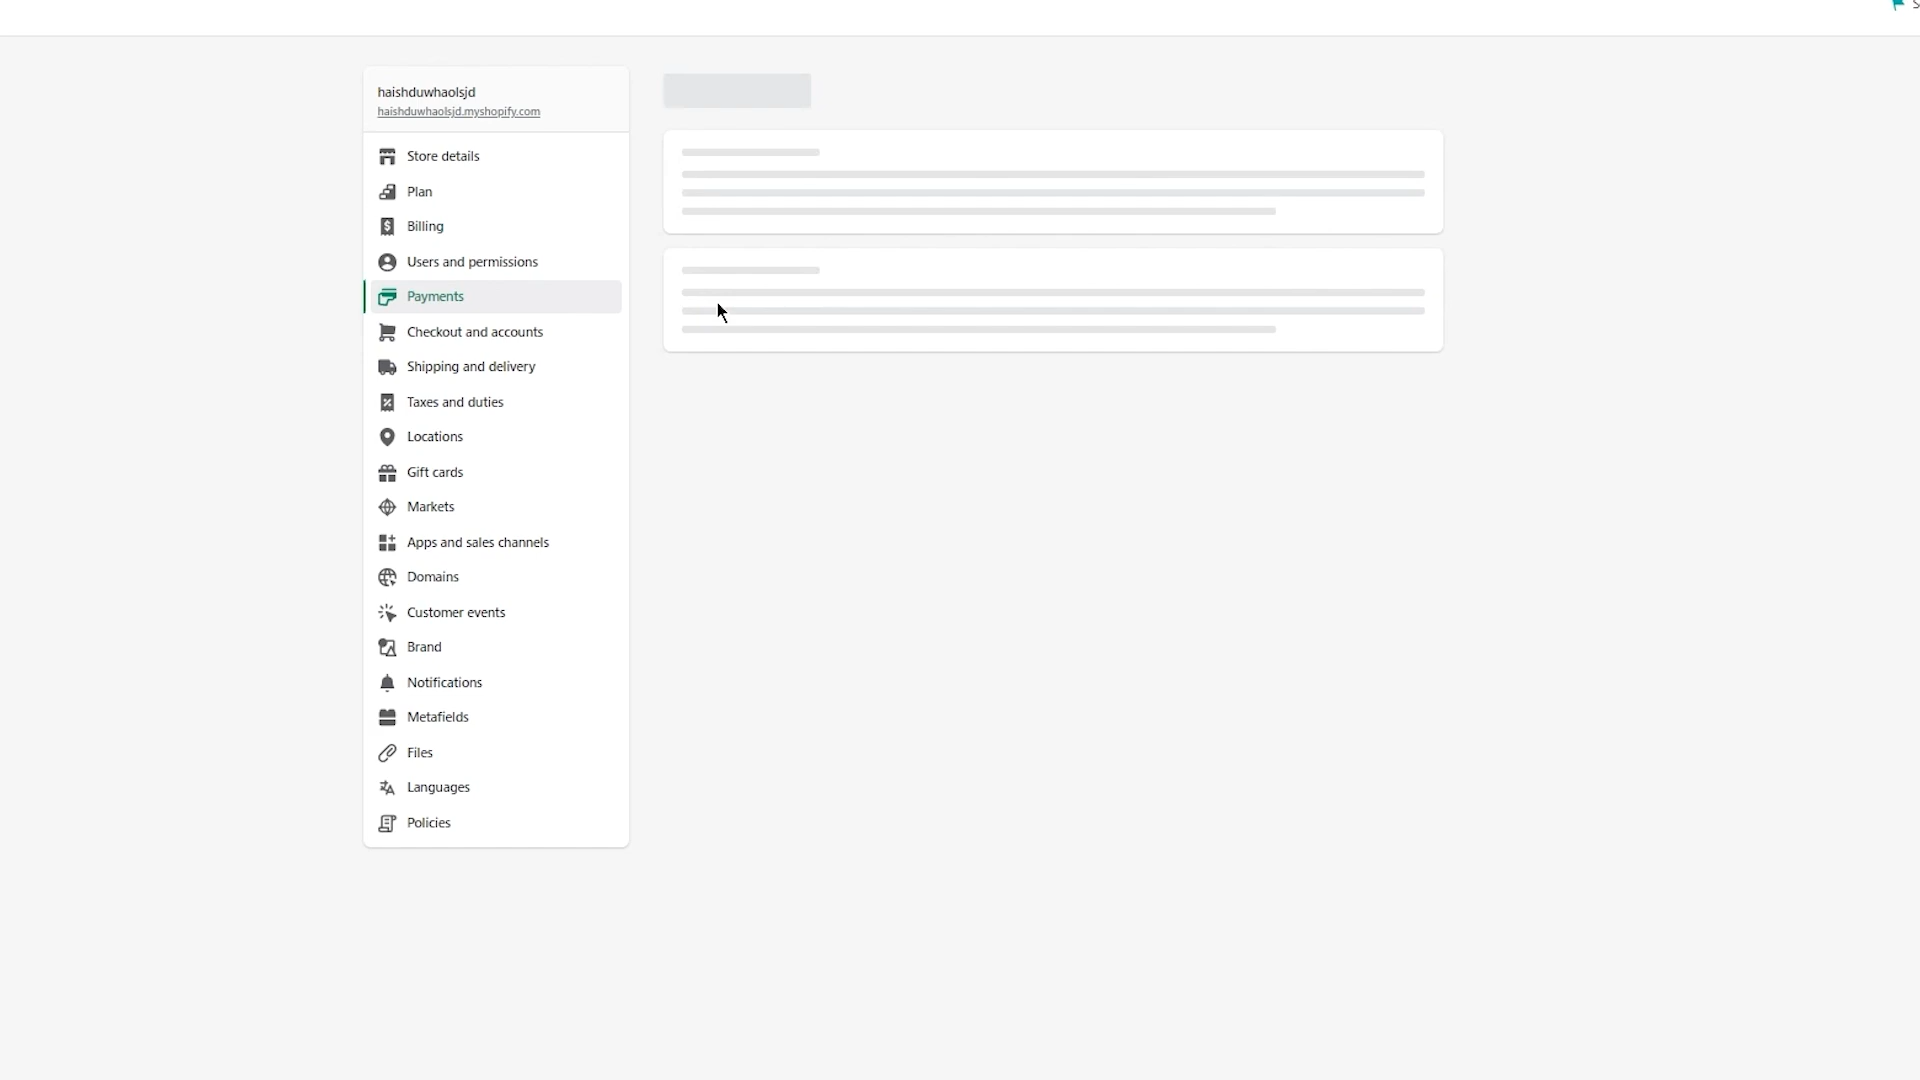 haishduwhaolsjd
haishduwhaolsjd.myshopify.com
Store details
Plan
Billing
Users and permissions
Payments
Checkout and accounts
Shipping and delivery
Taxes and duties
Locations
Gift cards
Markets
Apps and sales channels
Domains
Customer events
Brand
Notifications
Metafields
Files
Languages
Policies